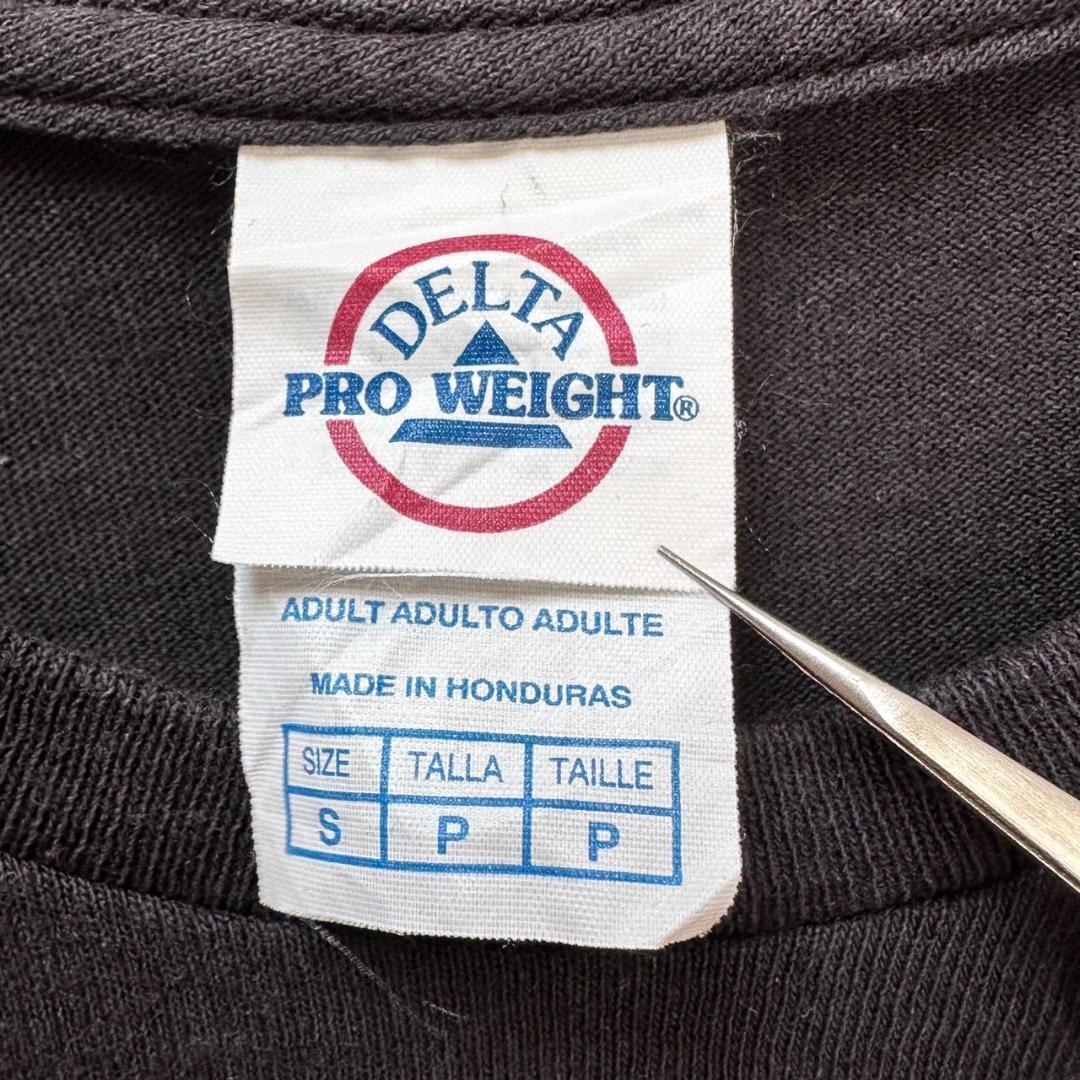 DELTA
PRO WEIGHT®
ADULT ADULTO ADULTE
MADE IN HONDURAS
SIZE TALLA TAILLE
S P P